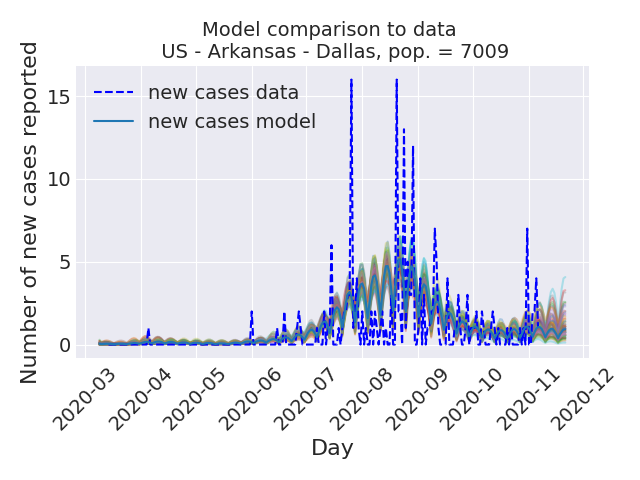 Model comparison to data
US - Arkansas - Dallas, pop. = 7009
Number of new cases reported
15
10
5
0
new cases data
new cases model
2020-03
2020-04
2020-05
2020-06
2020-07
2020-08
2020-09
2020-10
2020-11
2020-12
Day